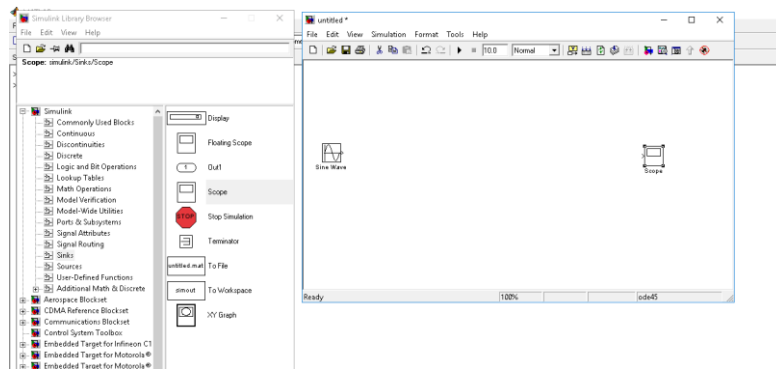 Simulink Library Browser
File Edit View Help
Scope: simulink/Sinks/Scope
Simulink
Commonly Used Blocks
Continuous
Discontinuities
Discrete
Logic and Bit Operations
Lookup Tables
Math Operations
Model Verification
Model-Wide Utilities
Ports & Subsystems
Signal Attributes
Signal Routing
Sinks
Sources
User-Defined Functions
Additional Math & Discrete
Aerospace Blockset
CDMA Reference Blockset
Communications Blockset
Control System Toolbox
Embedded Target for Infineon C1
Embedded Target for Motorola®
Embedded Target for Motorola®
Display
Floating Scope
1 Out1
Scope
STOP Stop Simulation
Terminator
untitled.mat To File
simout To Workspace
XY Graph
untitled *
File Edit View Simulation Format Tools Help
10.0 Normal
Sine Wave
Scope
Ready 100% ode45